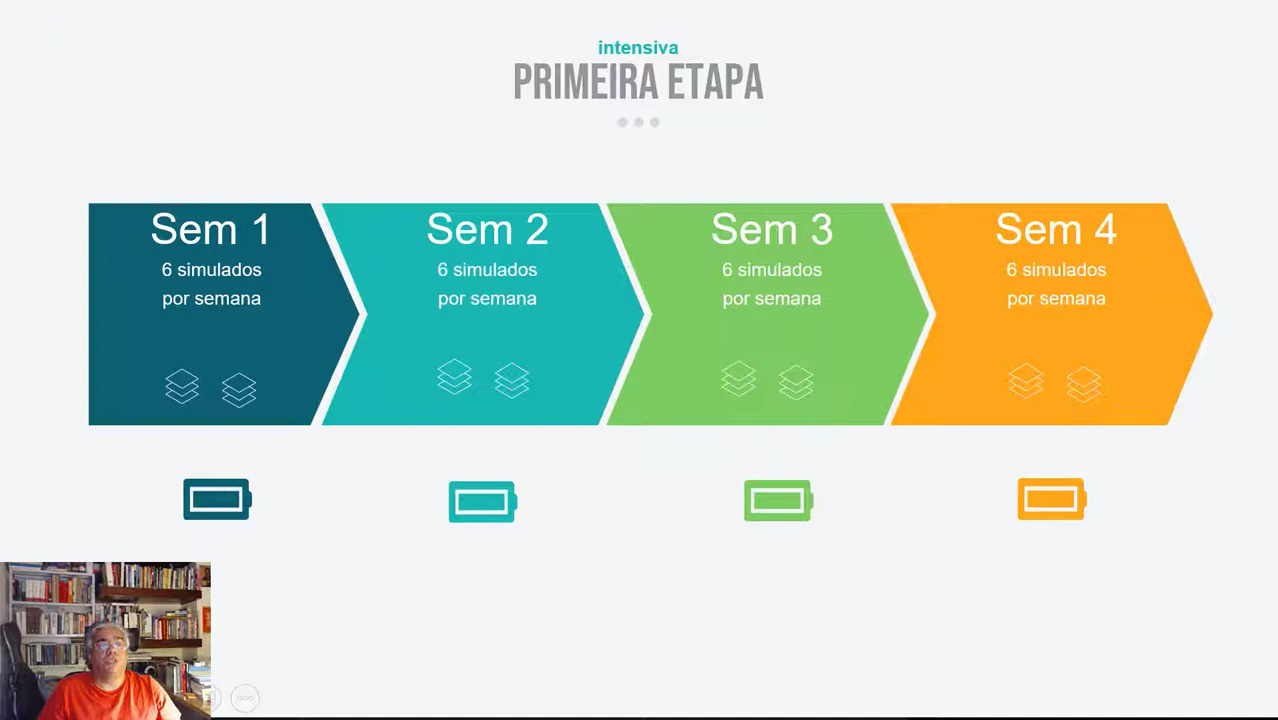 intensiva
PRIMEIRA ETAPA
Sem 1
6 simulados
por semana
Sem 2
6 simulados
por semana
Sem 3
6 simulados
por semana
Sem 4
6 simulados
por semana